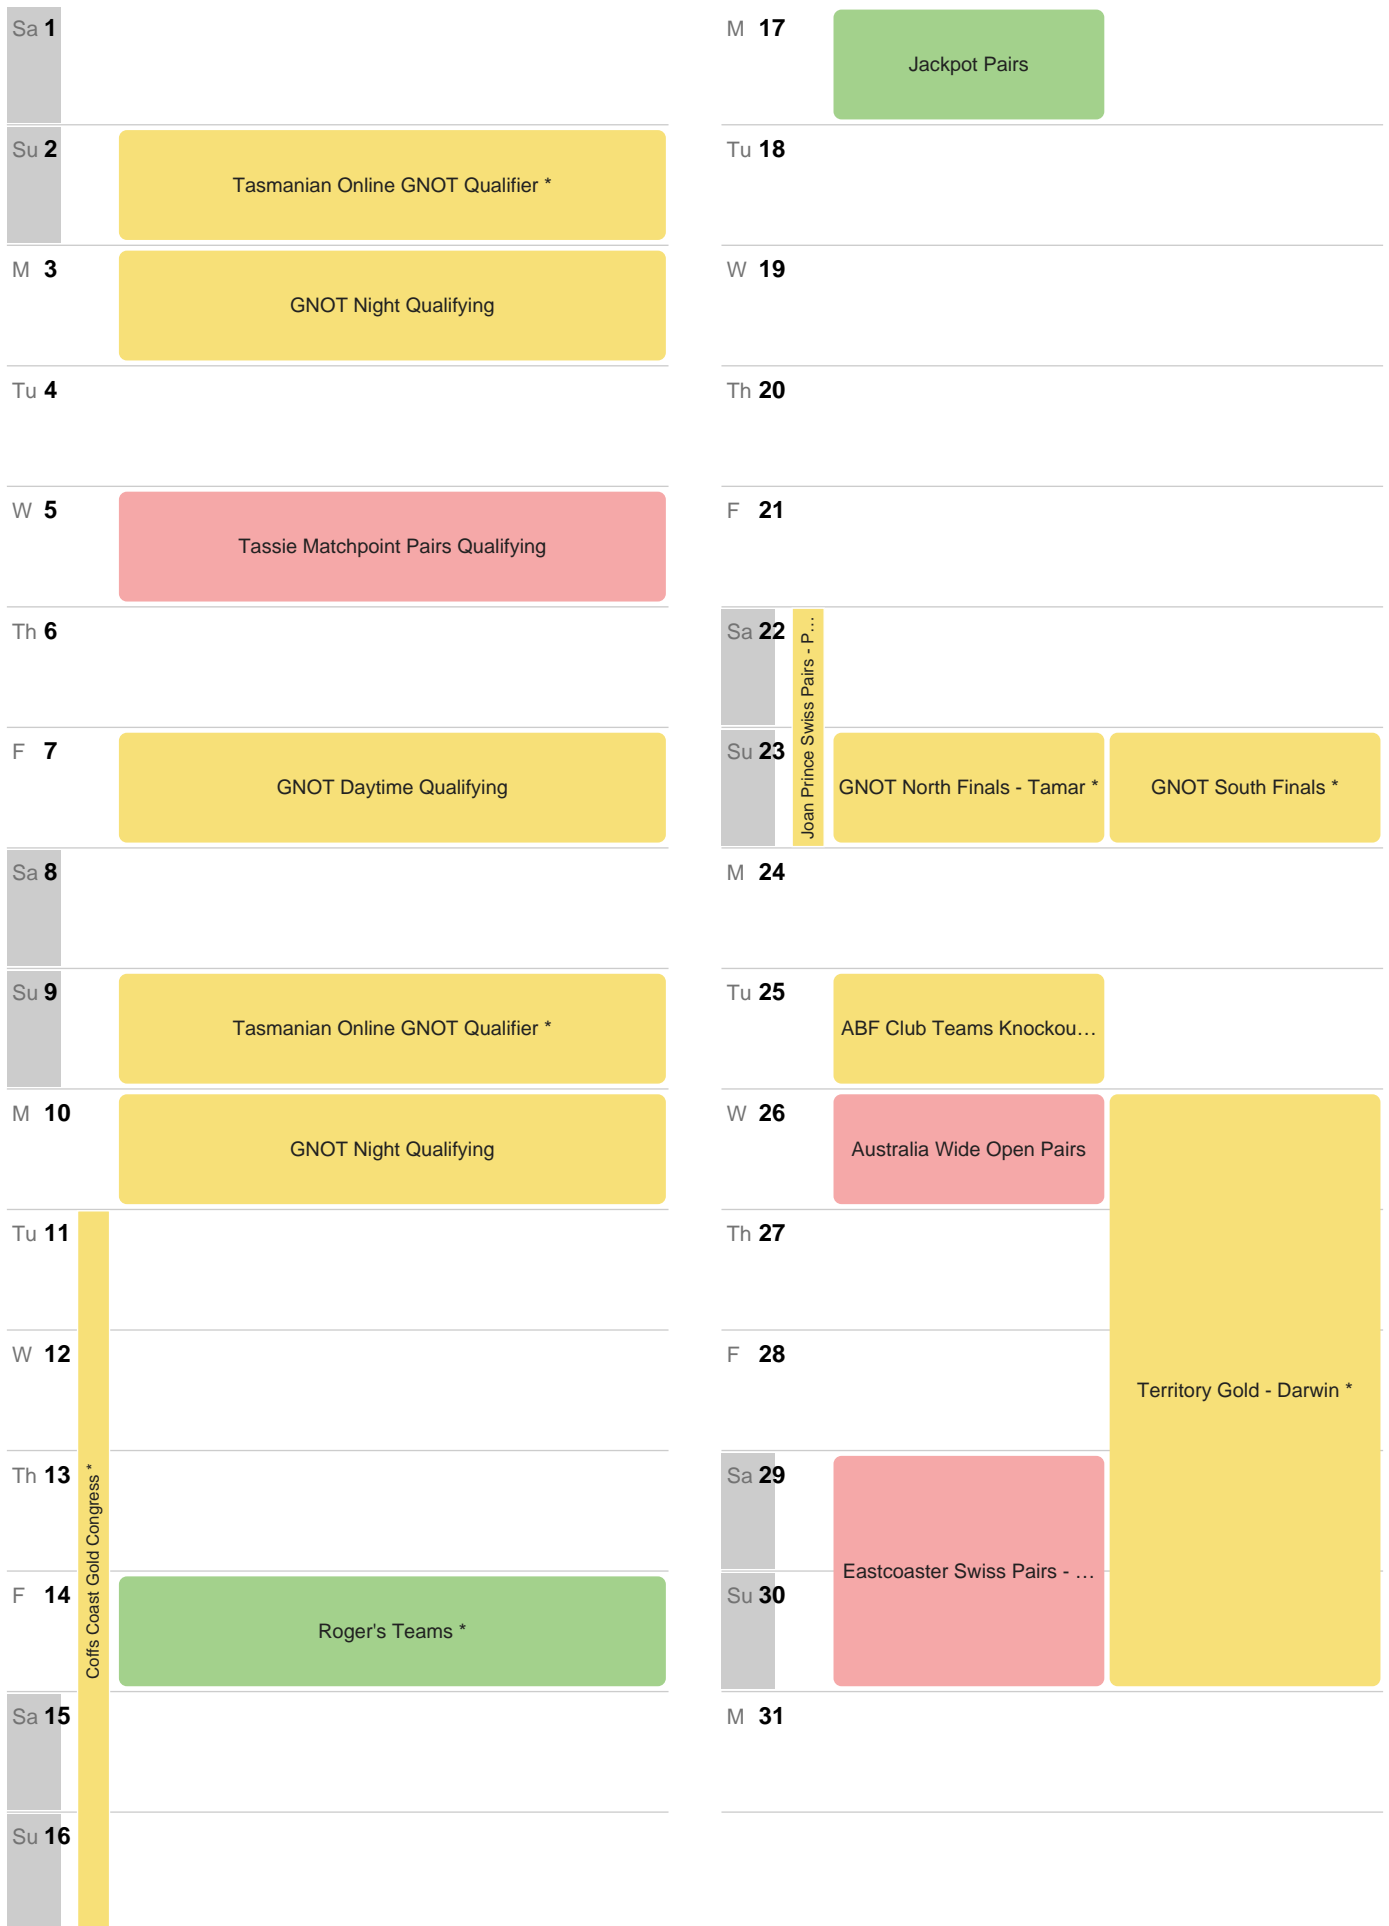 Sa 1
Su 2
Tasmanian Online GNOT Qualifier *
M 3
GNOT Night Qualifying
Tu 4
W 5
Tassie Matchpoint Pairs Qualifying
Th 6
F 7
GNOT Daytime Qualifying
Sa 8
Su 9
Tasmanian Online GNOT Qualifier *
M 10
GNOT Night Qualifying
Tu 11
Coffs Coast Gold Congress *
W 12
Th 13
F 14
Roger's Teams *
Sa 15
Su 16
M 17
Jackpot Pairs
Tu 18
W 19
Th 20
F 21
Sa 22
Joan Prince Swiss Pairs - P…
Su 23
GNOT North Finals - Tamar *
GNOT South Finals *
M 24
Tu 25
ABF Club Teams Knockou…
W 26
Australia Wide Open Pairs
Territory Gold - Darwin *
Th 27
F 28
Sa 29
Eastcoaster Swiss Pairs - …
Su 30
M 31